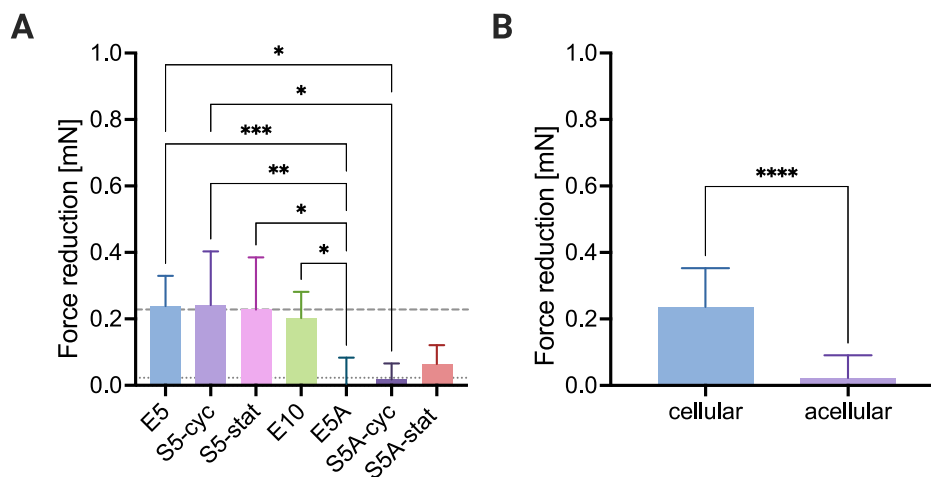 A
Force reduction [mN]
1.0
0.8
0.6
0.4
0.2
0.0
*
*
***
**
*
*
E5
S5-cyc
S5-stat
E10
E5A
S5A-cyc
S5A-stat
B
Force reduction [mN]
1.0
0.8
0.6
0.4
0.2
0.0
****
cellular
acellular